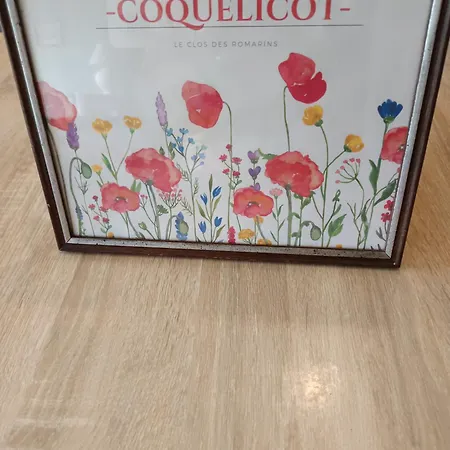 -COQUELICOT-
LE CLOS DES ROMARINS